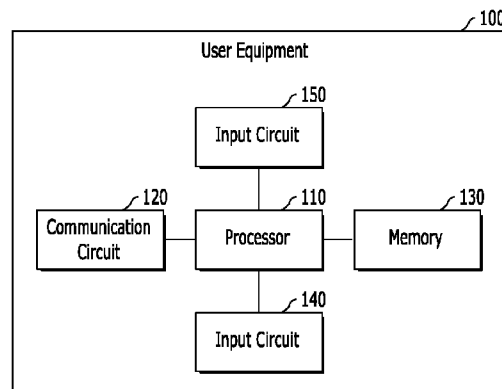 100
User Equipment
150
Input Circuit
120
Communication
Circuit
110
Processor
130
Memory
140
Input Circuit